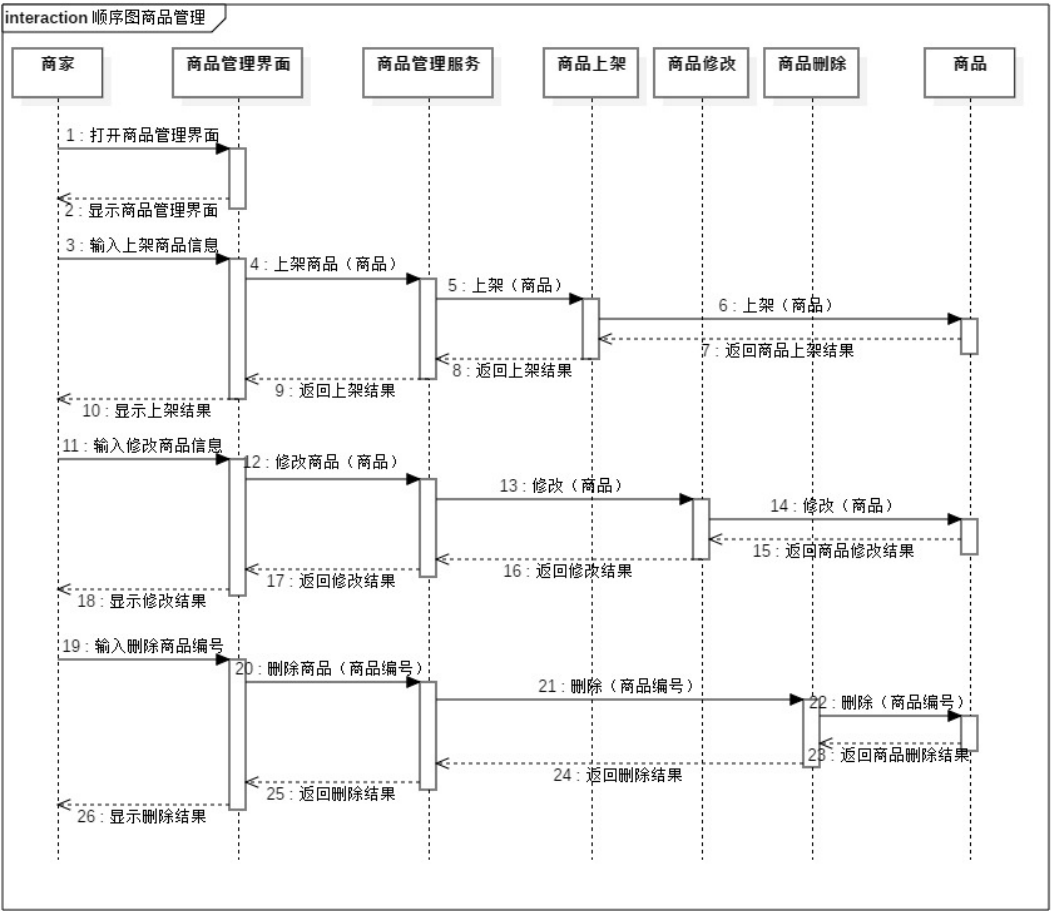 interaction 顺序图商品管理
商家
商品管理界面
商品管理服务
商品上架
商品修改
商品删除
商品
1 : 打开商品管理界面
2 : 显示商品管理界面
3 : 输入上架商品信息
4 : 上架商品（商品）
5 : 上架（商品）
6 : 上架（商品）
7 : 返回商品上架结果
8 : 返回上架结果
9 : 返回上架结果
10 : 显示上架结果
11 : 输入修改商品信息
12 : 修改商品（商品）
13 : 修改（商品）
14 : 修改（商品）
15 : 返回商品修改结果
16 : 返回修改结果
17 : 返回修改结果
18 : 显示修改结果
19 : 输入删除商品编号
20 : 删除商品（商品编号）
21 : 删除（商品编号）
22 : 删除（商品编号）
23 : 返回商品删除结果
24 : 返回删除结果
25 : 返回删除结果
26 : 显示删除结果